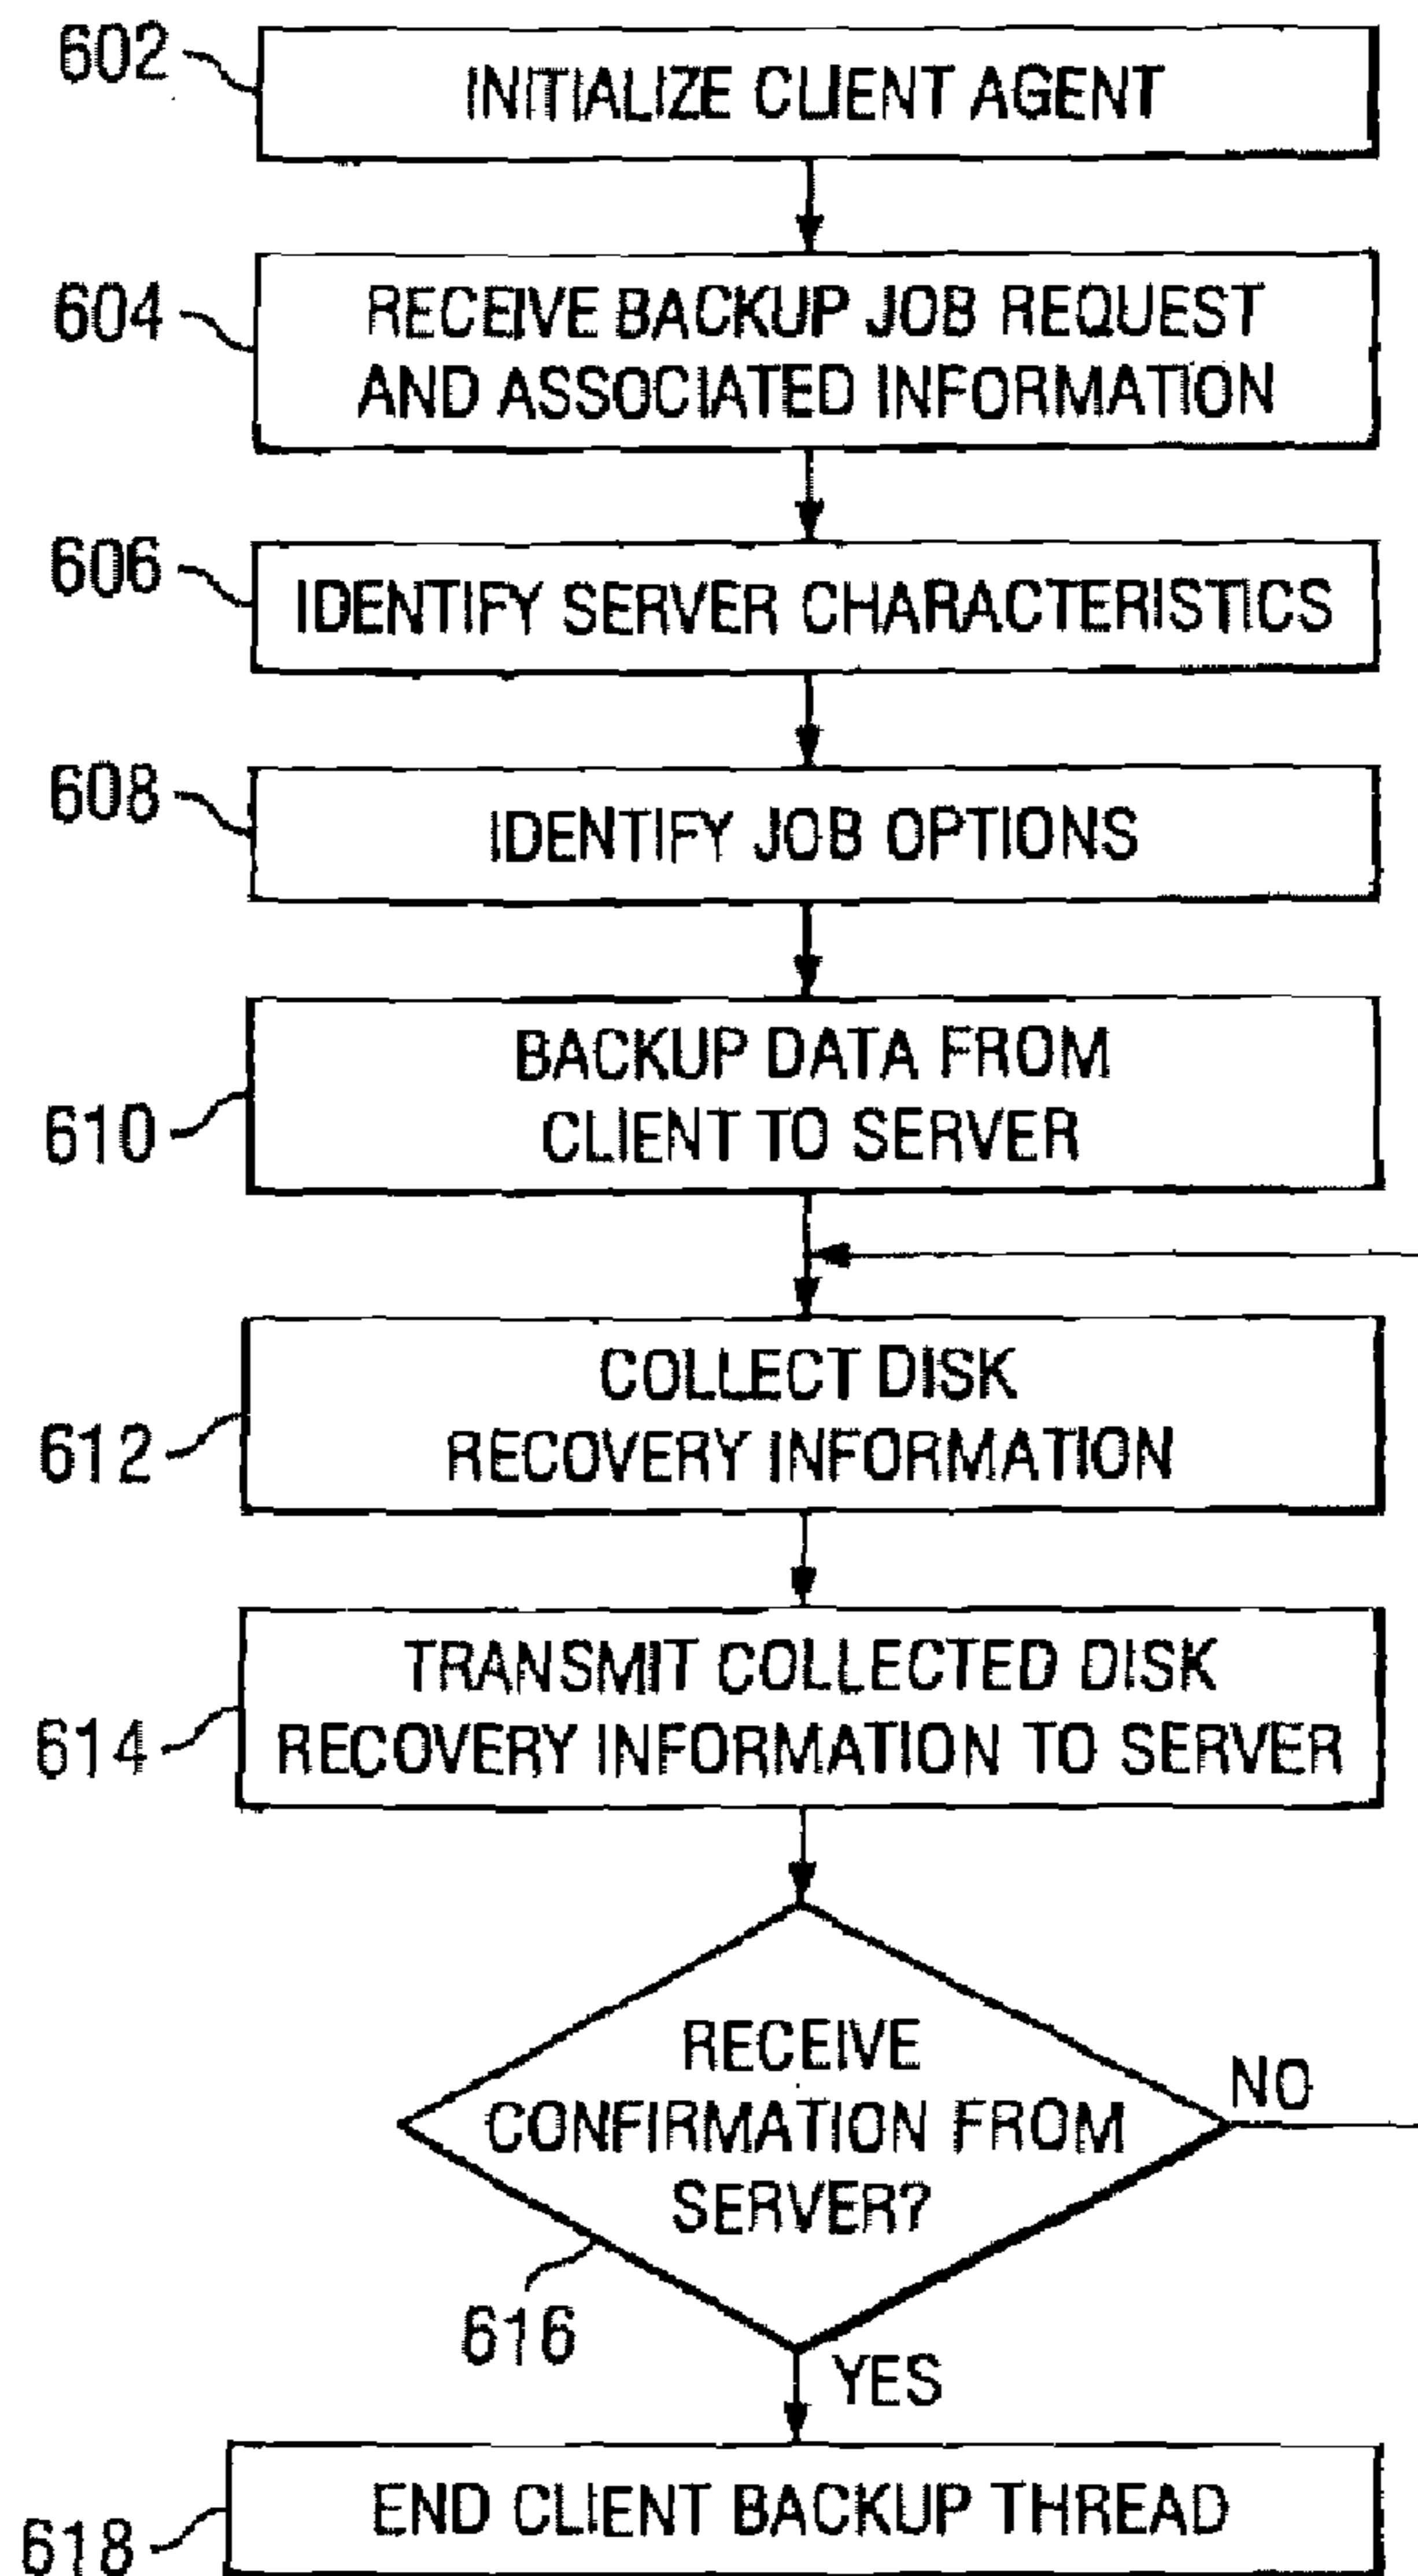 602
INITIALIZE CLIENT AGENT
604
RECEIVE BACKUP JOB REQUEST
AND ASSOCIATED INFORMATION
606
IDENTIFY SERVER CHARACTERISTICS
608
IDENTIFY JOB OPTIONS
BACKUP DATA FROM
CLIENT TO SERVER
610
COLLECT DISK
RECOVERY INFORMATION
612
TRANSMIT COLLECTED DISK
RECOVERY INFORMATION TO SERVER
614
RECEIVE
CONFIRMATION FROM
SERVER?
NO
616
YES
END CLIENT BACKUP THREAD
618